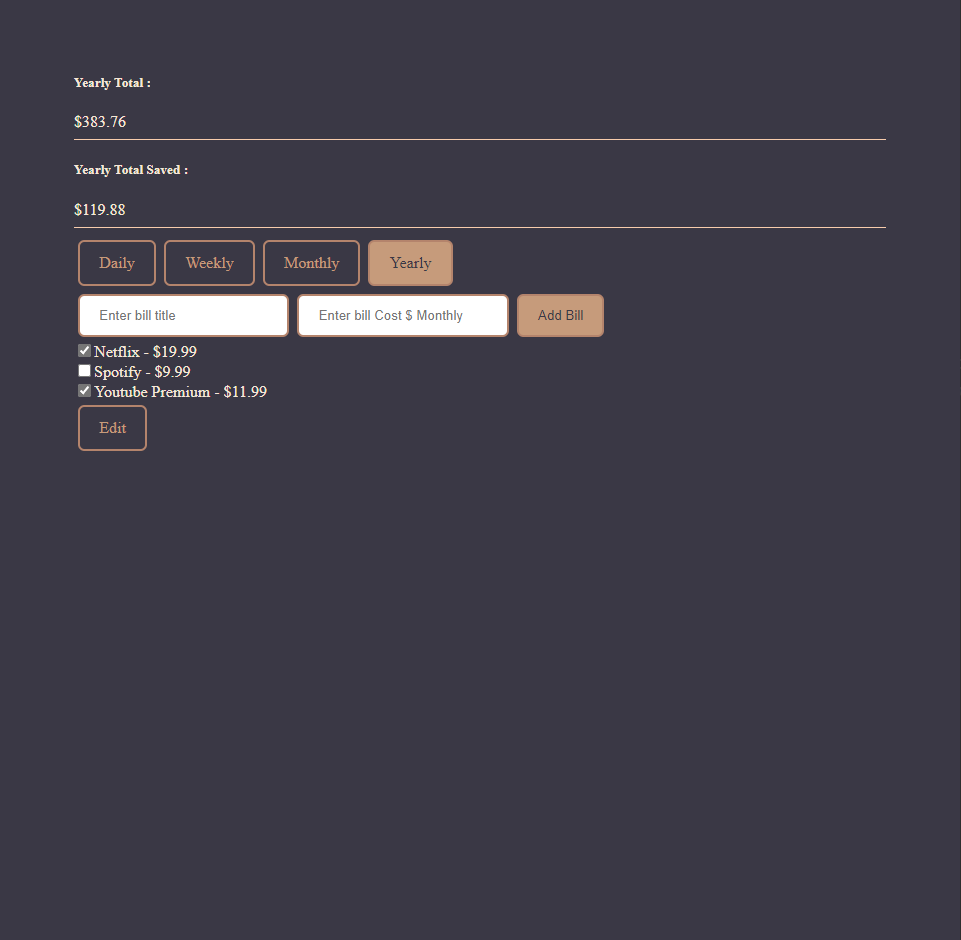 Yearly Total :
$383.76
Yearly Total Saved :
$119.88
Daily Weekly Monthly Yearly
Enter bill title Enter bill Cost $ Monthly Add Bill
Netflix - $19.99
Spotify - $9.99
Youtube Premium - $11.99
Edit